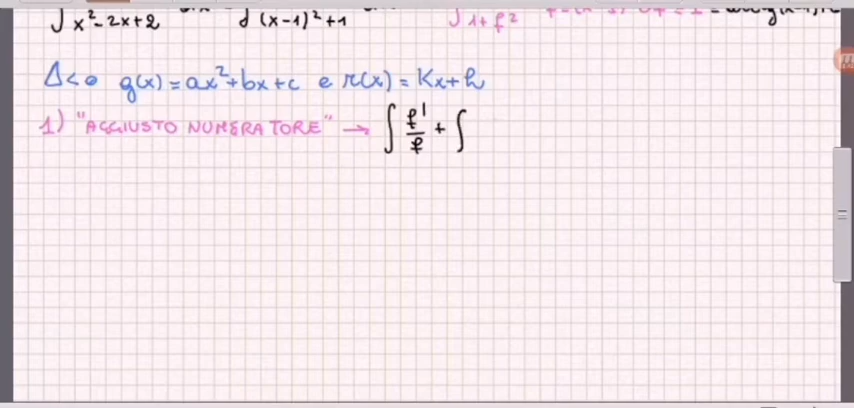 ∫ x²-2x+2 ∫ (x-1)²+1 ∫ 1+f²
Δ<0 g(x)=ax²+bx+c e r(x)=Kx+h
1) "AGGIUSTO NUMERATORE" → ∫ f'/f + ∫